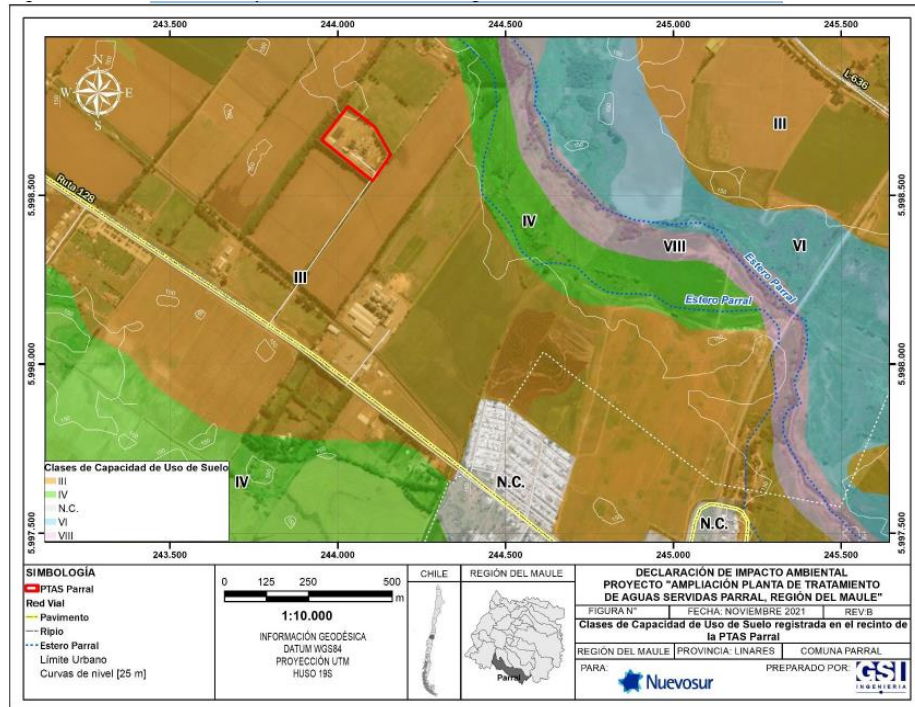 243.500
244.000
244.500
245.000
245.500
N
W E
S
L-636
III
Ruta 128
5.998.500
5.998.500
IV
VIII
VI
Estero Parral
Estero Parral
III
5.998.000
5.998.000
Clases de Capacidad de Uso de Suelo
III
IV
N.C.
VI
VIII
IV
N.C.
N.C.
5.997.500
5.997.500
243.500
244.000
244.500
245.000
245.500
SIMBOLOGÍA
PTAS Parral
Red Vial
Pavimento
Ripio
Estero Parral
Límite Urbano
Curvas de nivel [25 m]
0 125 250 500
m
1:10.000
INFORMACIÓN GEODÉSICA
DATUM WGS84
PROYECCIÓN UTM
HUSO 19S
CHILE
REGIÓN DEL MAULE
Parral
DECLARACIÓN DE IMPACTO AMBIENTAL
PROYECTO "AMPLIACIÓN PLANTA DE TRATAMIENTO
DE AGUAS SERVIDAS PARRAL, REGIÓN DEL MAULE"
FIGURA N° FECHA: NOVIEMBRE 2021 REV:B
Clases de Capacidad de Uso de Suelo registrada en el recinto de
la PTAS Parral
REGIÓN DEL MAULE PROVINCIA: LINARES COMUNA PARRAL
PARA: PREPARADO POR:
Nuevosur
GSI
INGENIERIA